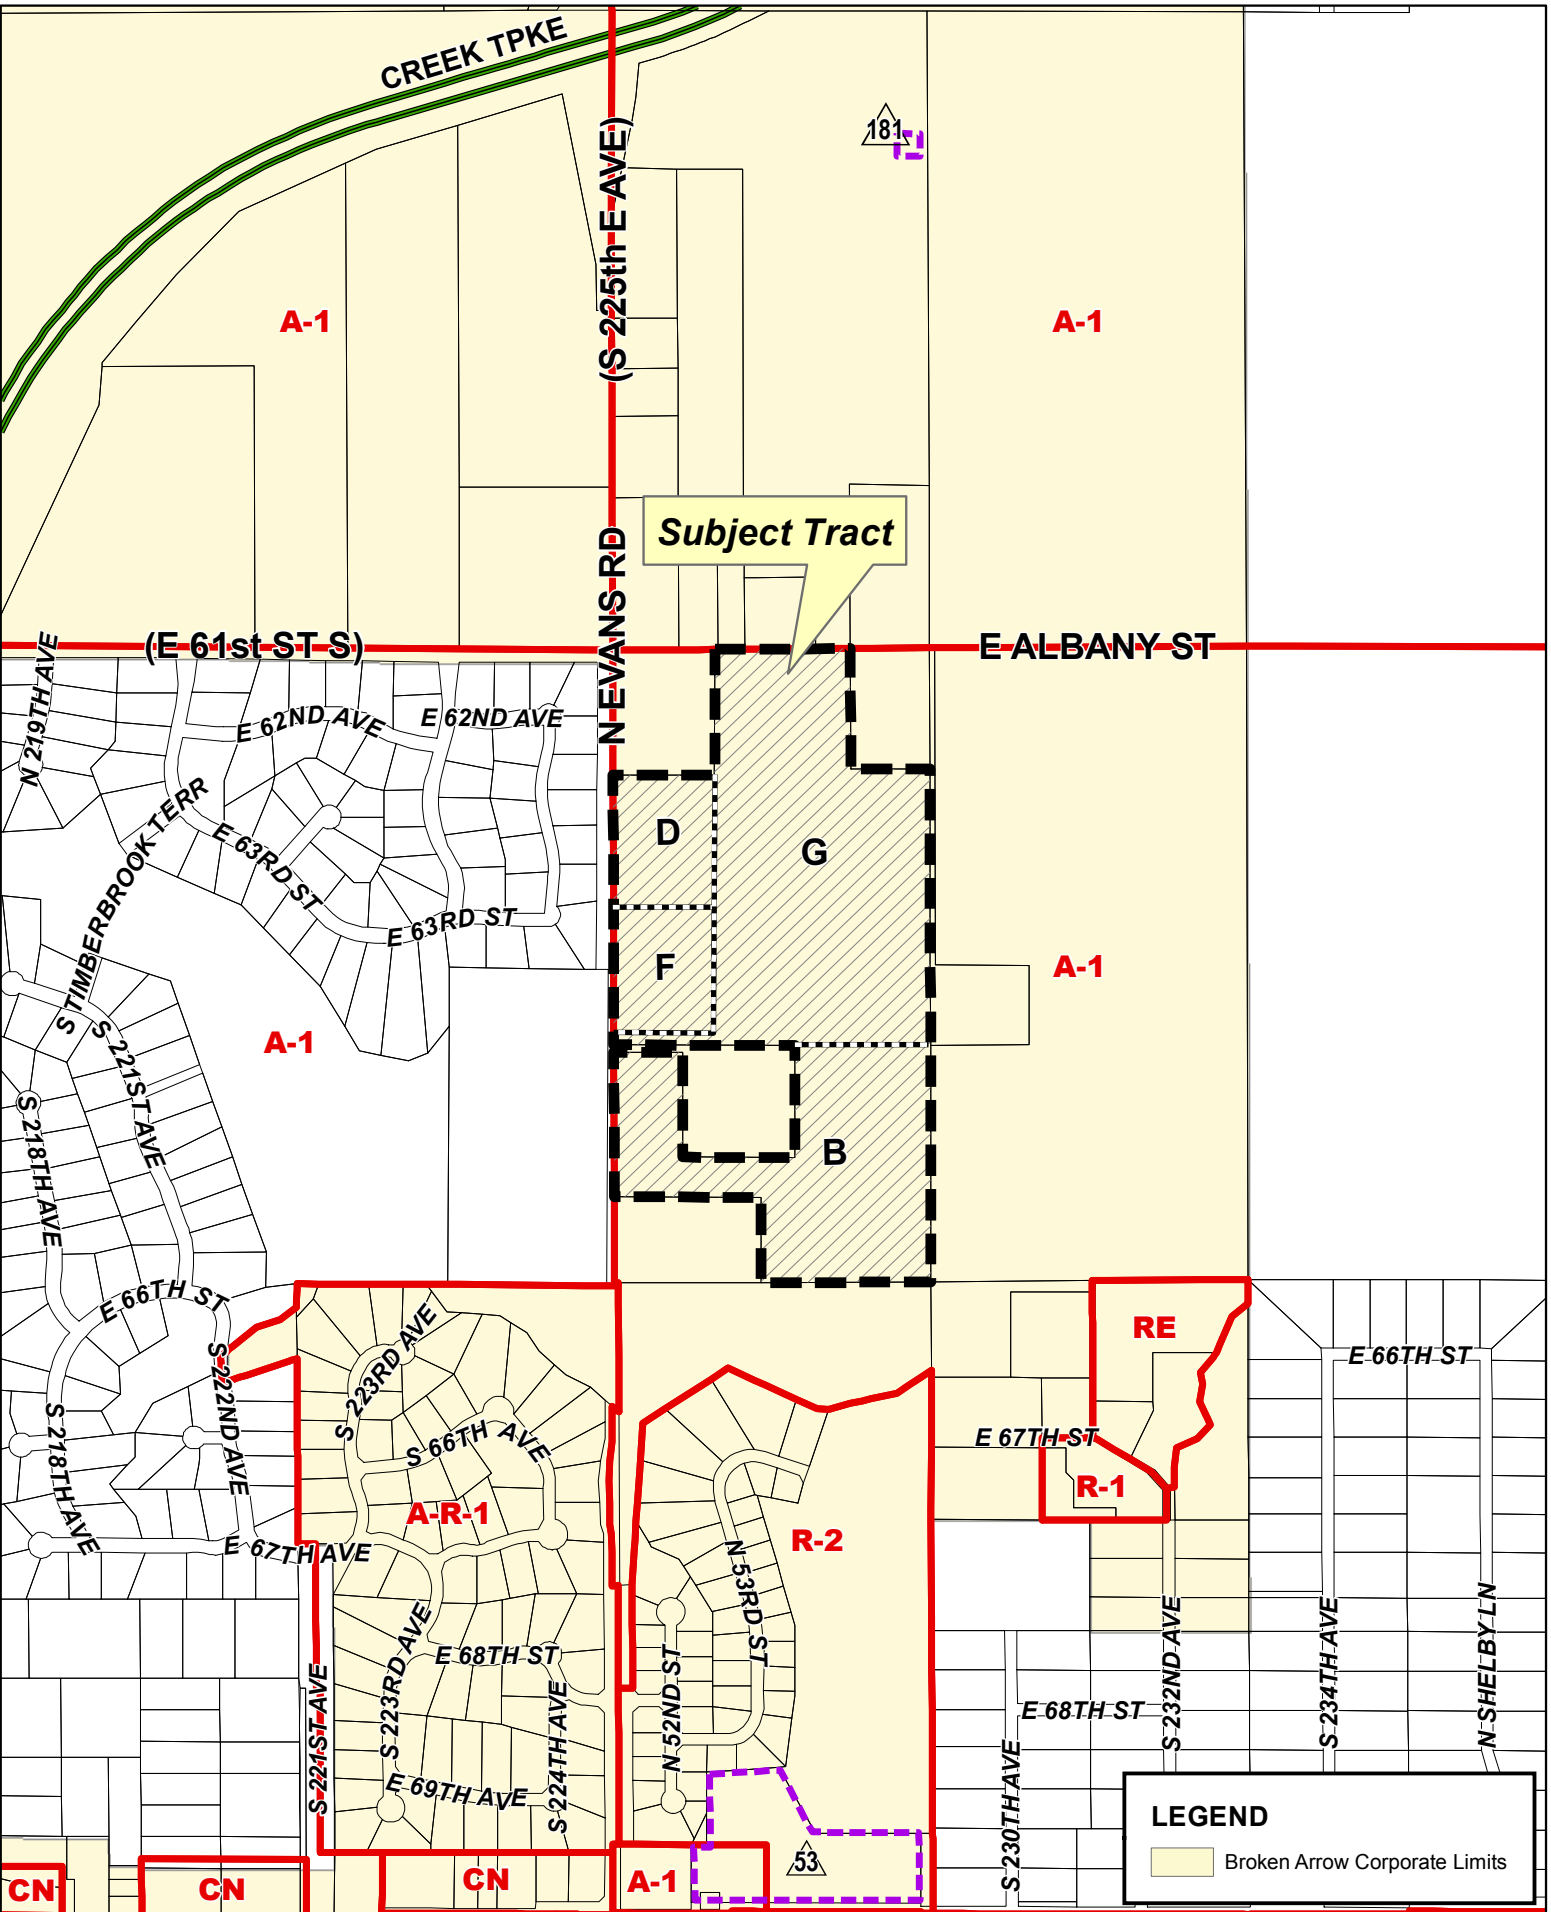 CREEK TPKE
181
(S 225th E AVE)
A-1
A-1
Subject Tract
N EVANS RD
(E 61st ST S)
E ALBANY ST
N 219TH AVE
E 62ND AVE
E 62ND AVE
S TIMBERBROOK TERR
E 63RD ST
E 63RD ST
D
G
F
A-1
A-1
S 221ST AVE
S 218TH AVE
B
E 66TH ST
RE
S 223RD AVE
S 222ND AVE
E 66TH ST
S 218TH AVE
S 66TH AVE
E 67TH ST
R-1
A-R-1
R-2
E 67TH AVE
N 53RD ST
S 223RD AVE
E 68TH ST
N 52ND ST
S 232ND AVE
S 234TH AVE
N SHELBY LN
S 221ST AVE
S 224TH AVE
E 68TH ST
E 69TH AVE
S 230TH AVE
53
CN
CN
CN
A-1
LEGEND
Broken Arrow Corporate Limits